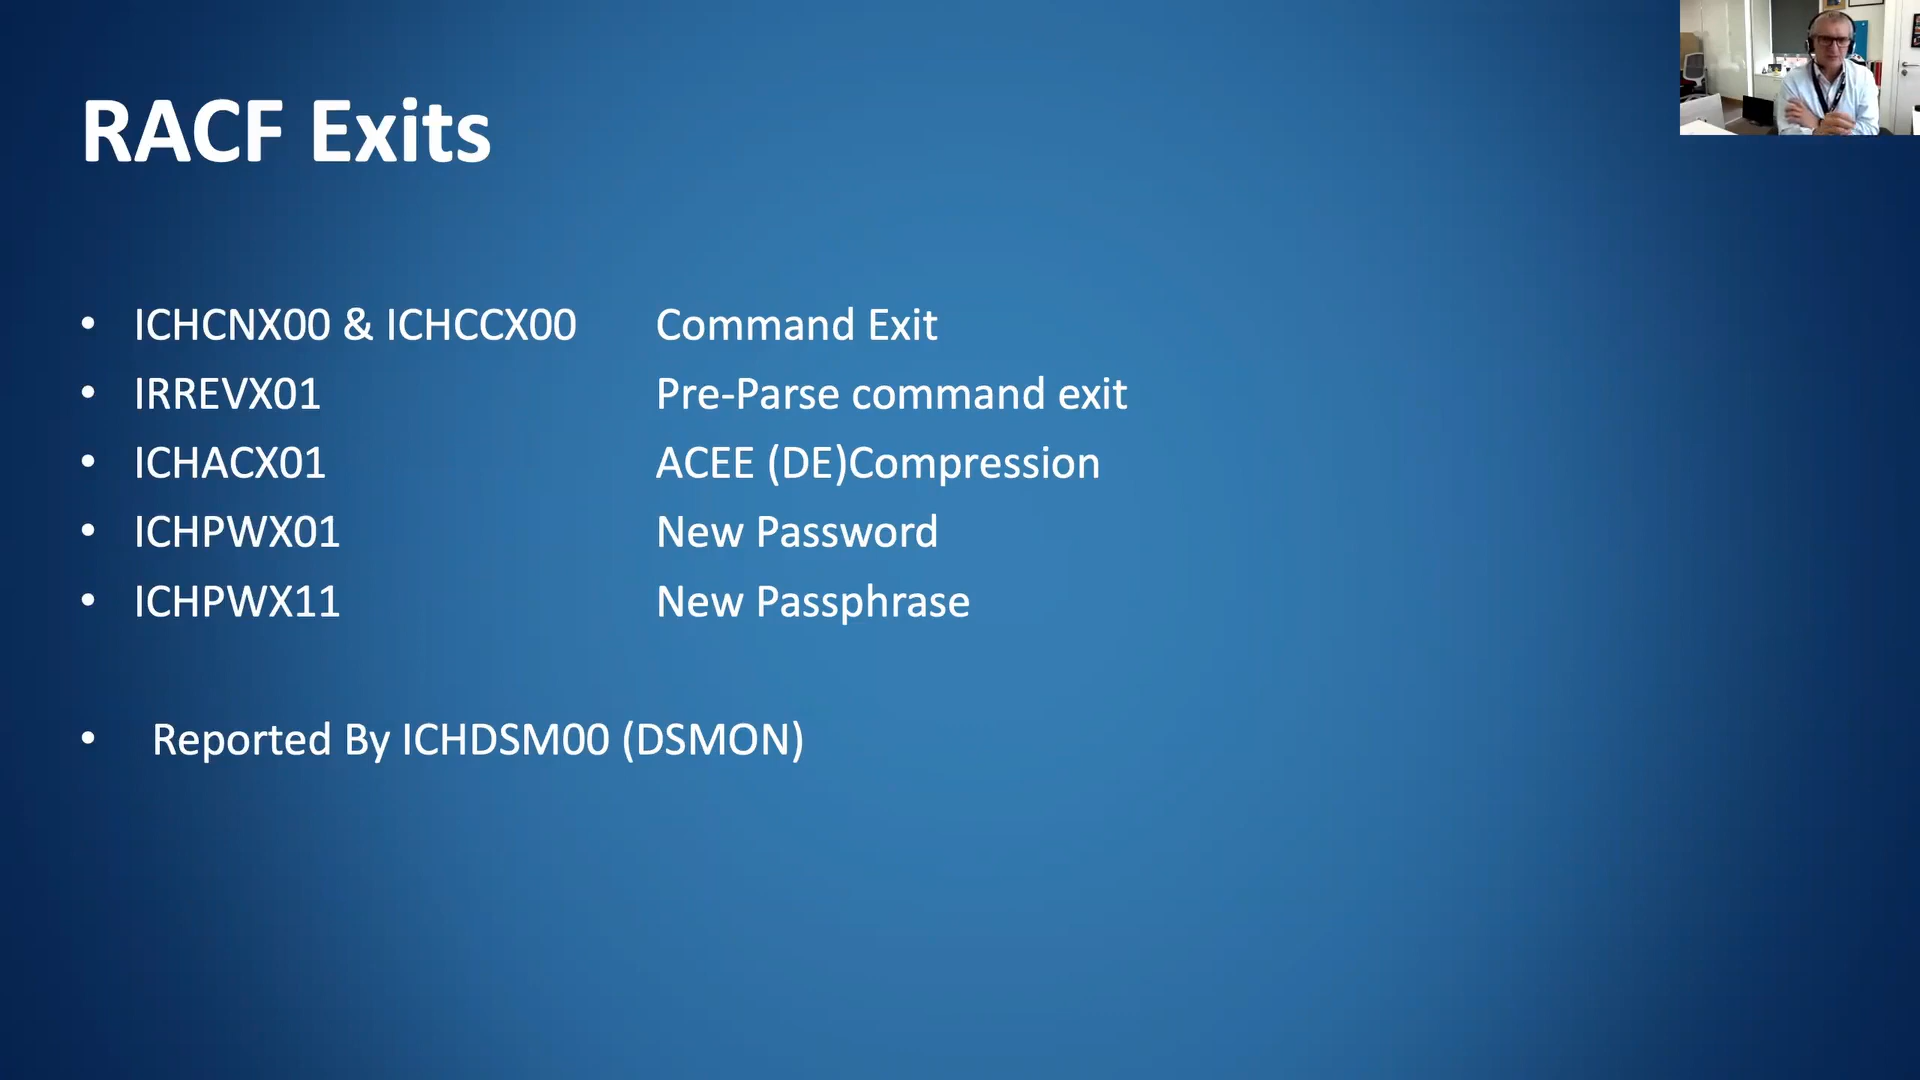 RACF Exits
• ICHCNX00 & ICHCCX00 Command Exit
• IRREVX01 Pre-Parse command exit
• ICHACX01 ACEE (DE)Compression
• ICHPWX01 New Password
• ICHPWX11 New Passphrase
• Reported By ICHDSM00 (DSMON)